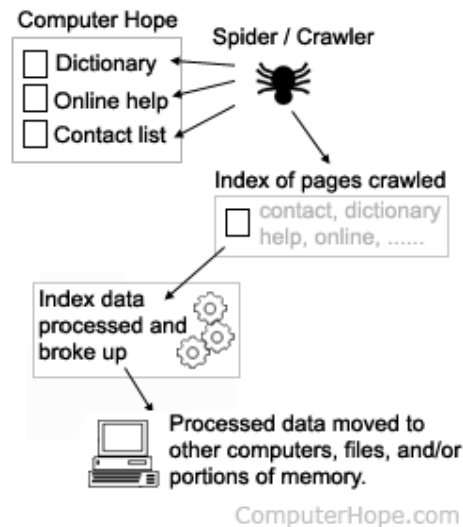 Computer Hope
Spider / Crawler
Dictionary
Online help
Contact list
Index of pages crawled
contact, dictionary
help, online, ......
Index data
processed and
broke up
Processed data moved to
other computers, files, and/or
portions of memory.
ComputerHope.com